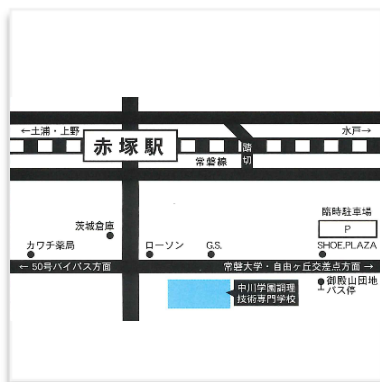 ←土浦・上野
水戸→
赤塚駅
踏切
常磐線
臨時駐車場
P
茨城倉庫
カワチ薬局
ローソン
G.S.
SHOE,PLAZA
← 50号バイパス方面
常磐大学・自由ヶ丘交差点方面 →
中川学園調理
技術専門学校
御殿山団地
バス停